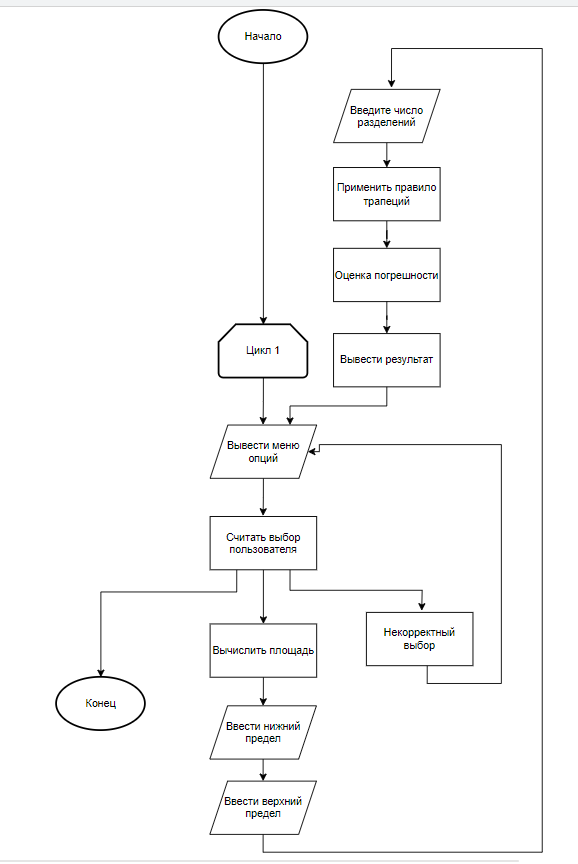 Начало
Введите число
разделений
Применить правило
трапеций
Оценка погрешности
Цикл 1
Вывести результат
Вывести меню
опций
Считать выбор
пользователя
Некорректный
выбор
Вычислить площадь
Конец
Ввести нижний
предел
Ввести верхний
предел